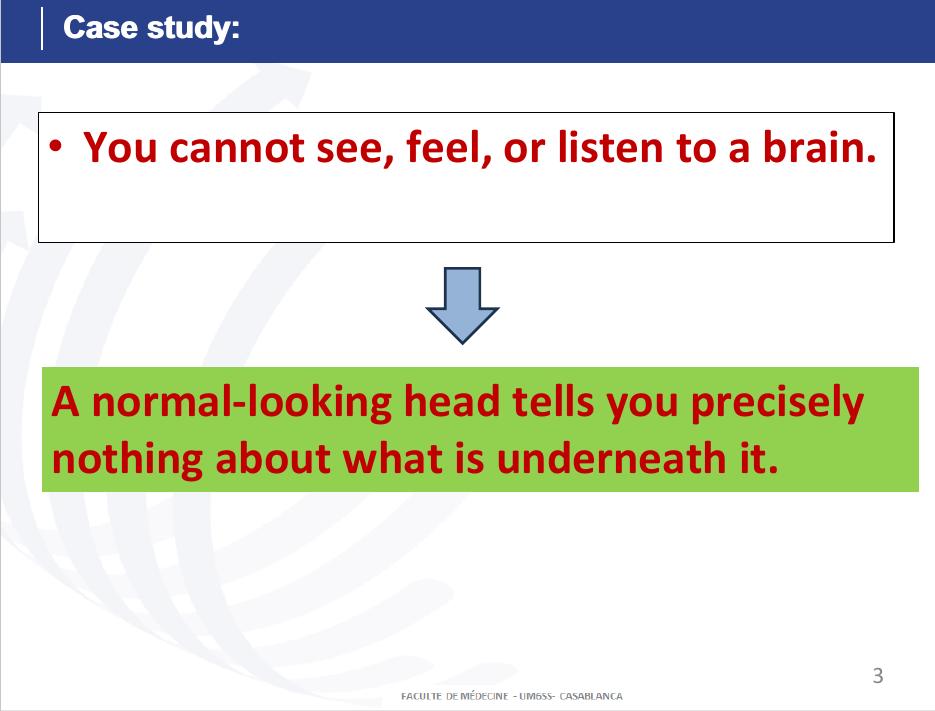 Case study:
• You cannot see, feel, or listen to a brain.
A normal-looking head tells you precisely
nothing about what is underneath it.
3
FACULTE DE MÉDECINE - UM6SS- CASABLANCA